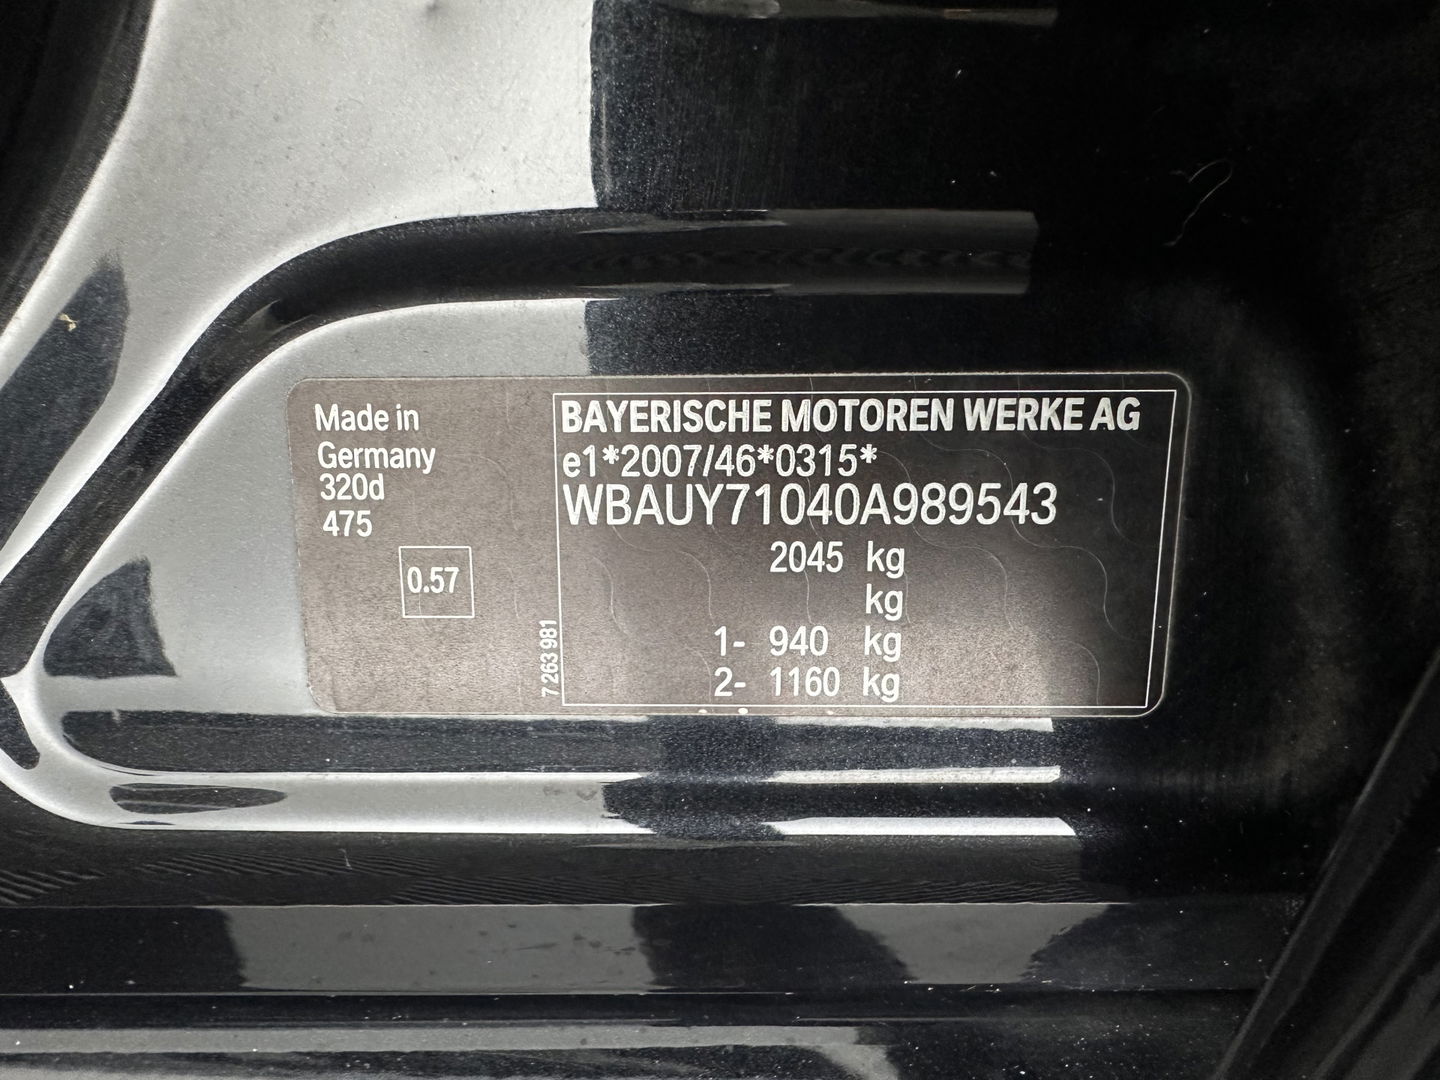 Made in
Germany
320d
475
0.57
7 263 981
BAYERISCHE MOTOREN WERKE AG
e1*2007/46*0315*
WBAUY71040A989543
2045 kg
kg
1- 940 kg
2- 1160 kg